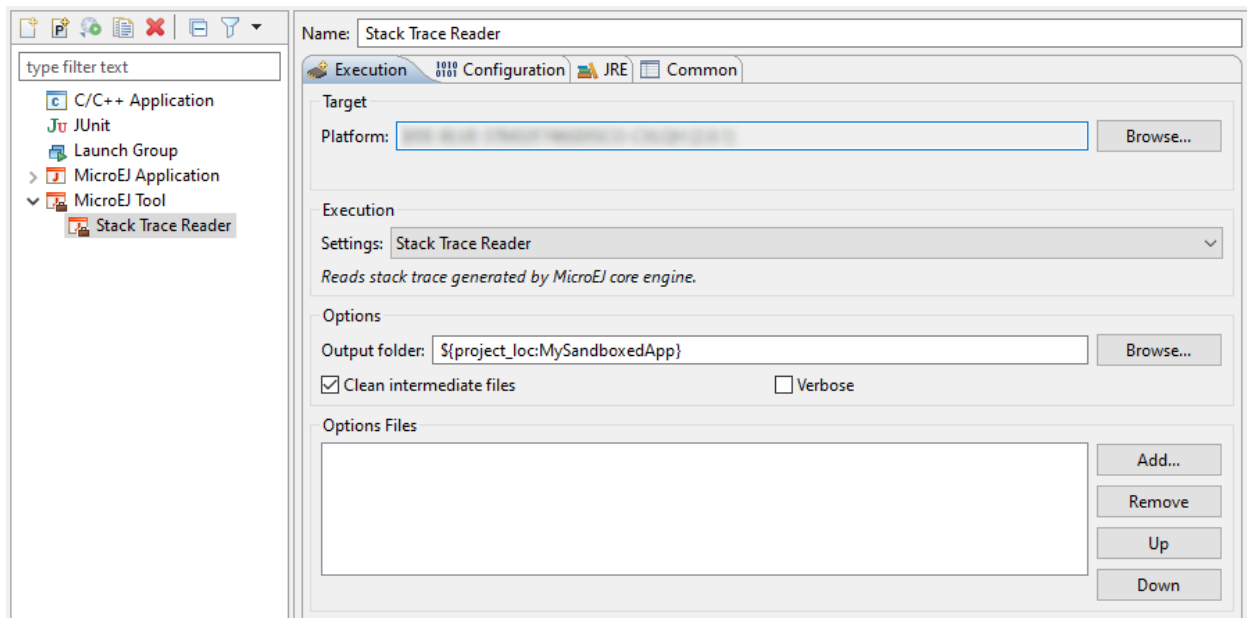 type filter text
C/C++ Application
JUnit
Launch Group
MicroEJ Application
MicroEJ Tool
Stack Trace Reader
Name: Stack Trace Reader
Execution Configuration JRE Common
Target
Platform: Browse...
Execution
Settings: Stack Trace Reader
Reads stack trace generated by MicroEJ core engine.
Options
Output folder: ${project_loc:MySandboxedApp} Browse...
Clean intermediate files Verbose
Options Files
Add...
Remove
Up
Down